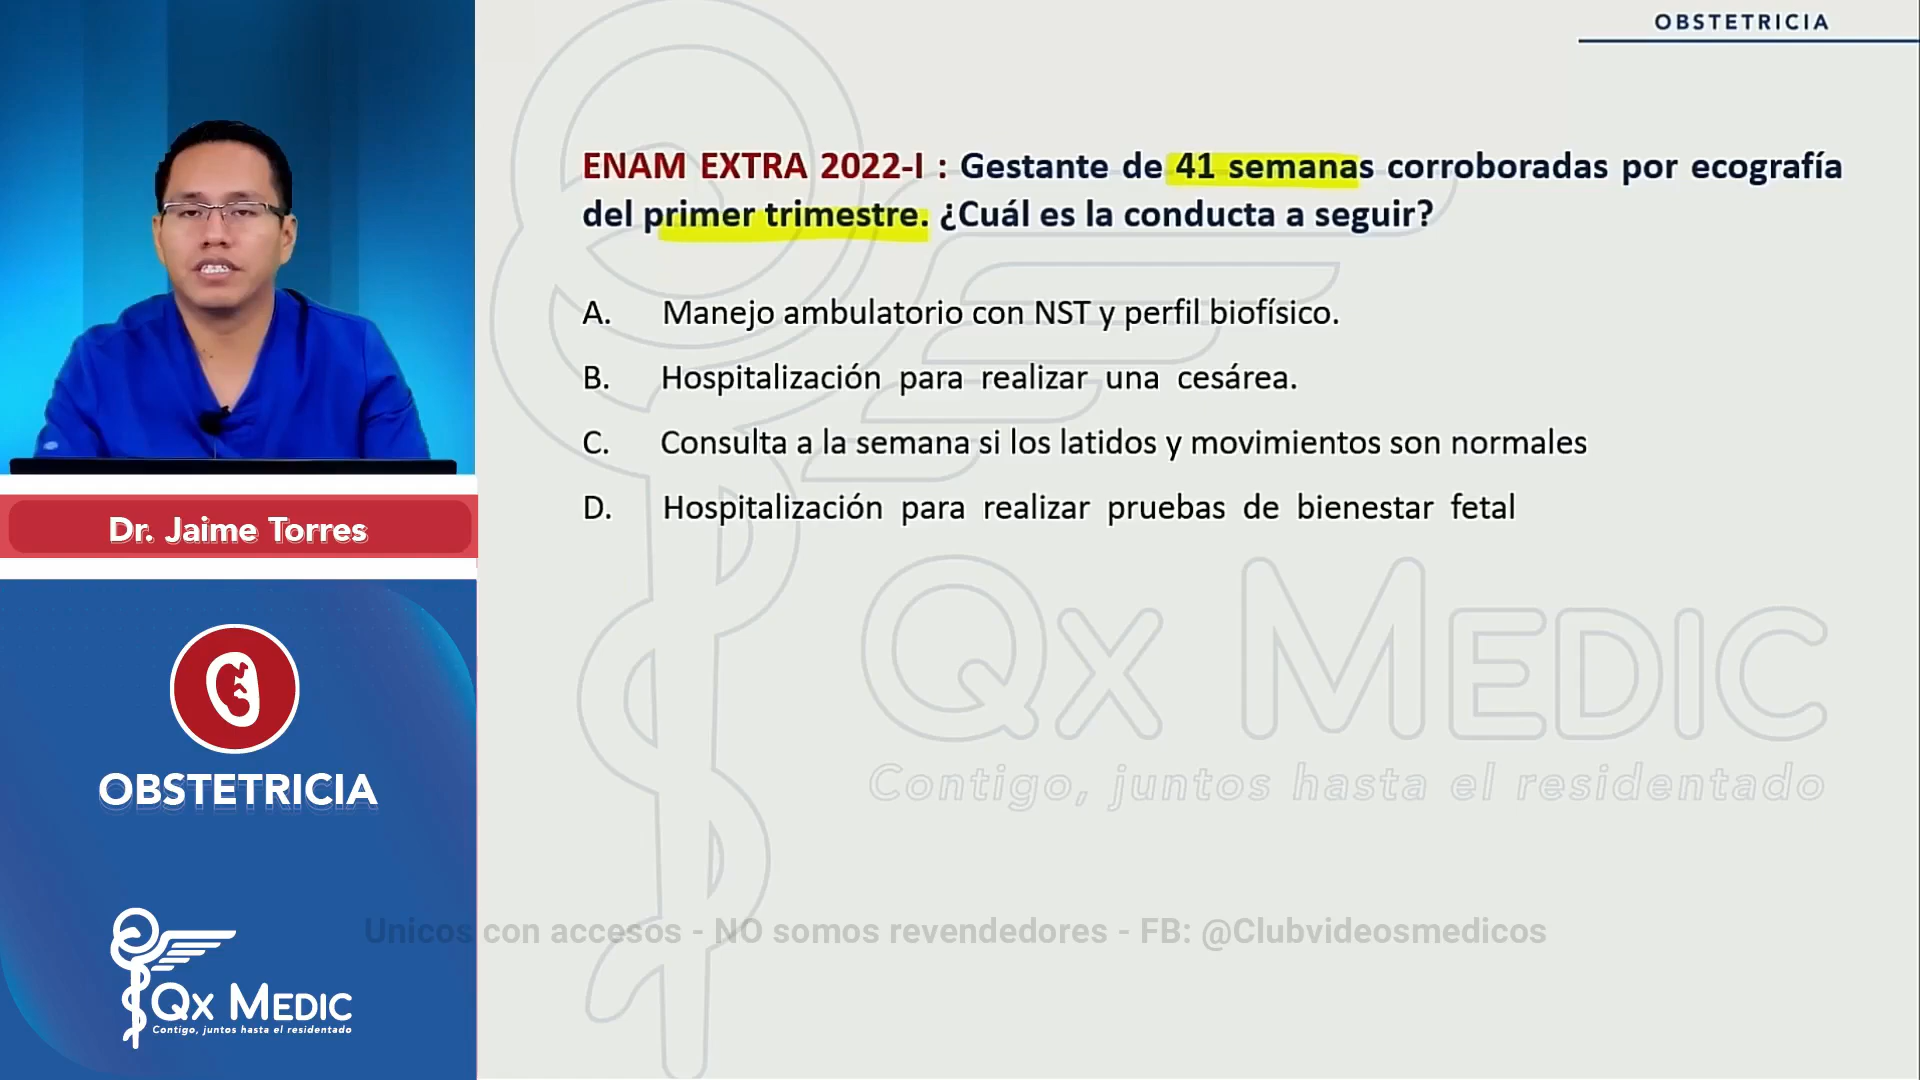 OBSTETRICIA
ENAM EXTRA 2022-I : Gestante de 41 semanas corroboradas por ecografía
del primer trimestre. ¿Cuál es la conducta a seguir?
A. Manejo ambulatorio con NST y perfil biofísico.
B. Hospitalización para realizar una cesárea.
C. Consulta a la semana si los latidos y movimientos son normales
D. Hospitalización para realizar pruebas de bienestar fetal
Dr. Jaime Torres
OBSTETRICIA
QX MEDIC
Contigo, juntos hasta el residentado
Unicos con accesos - NO somos revendedores - FB: @Clubvideosmedicos
QX MEDIC
Contigo, juntos hasta el residentado